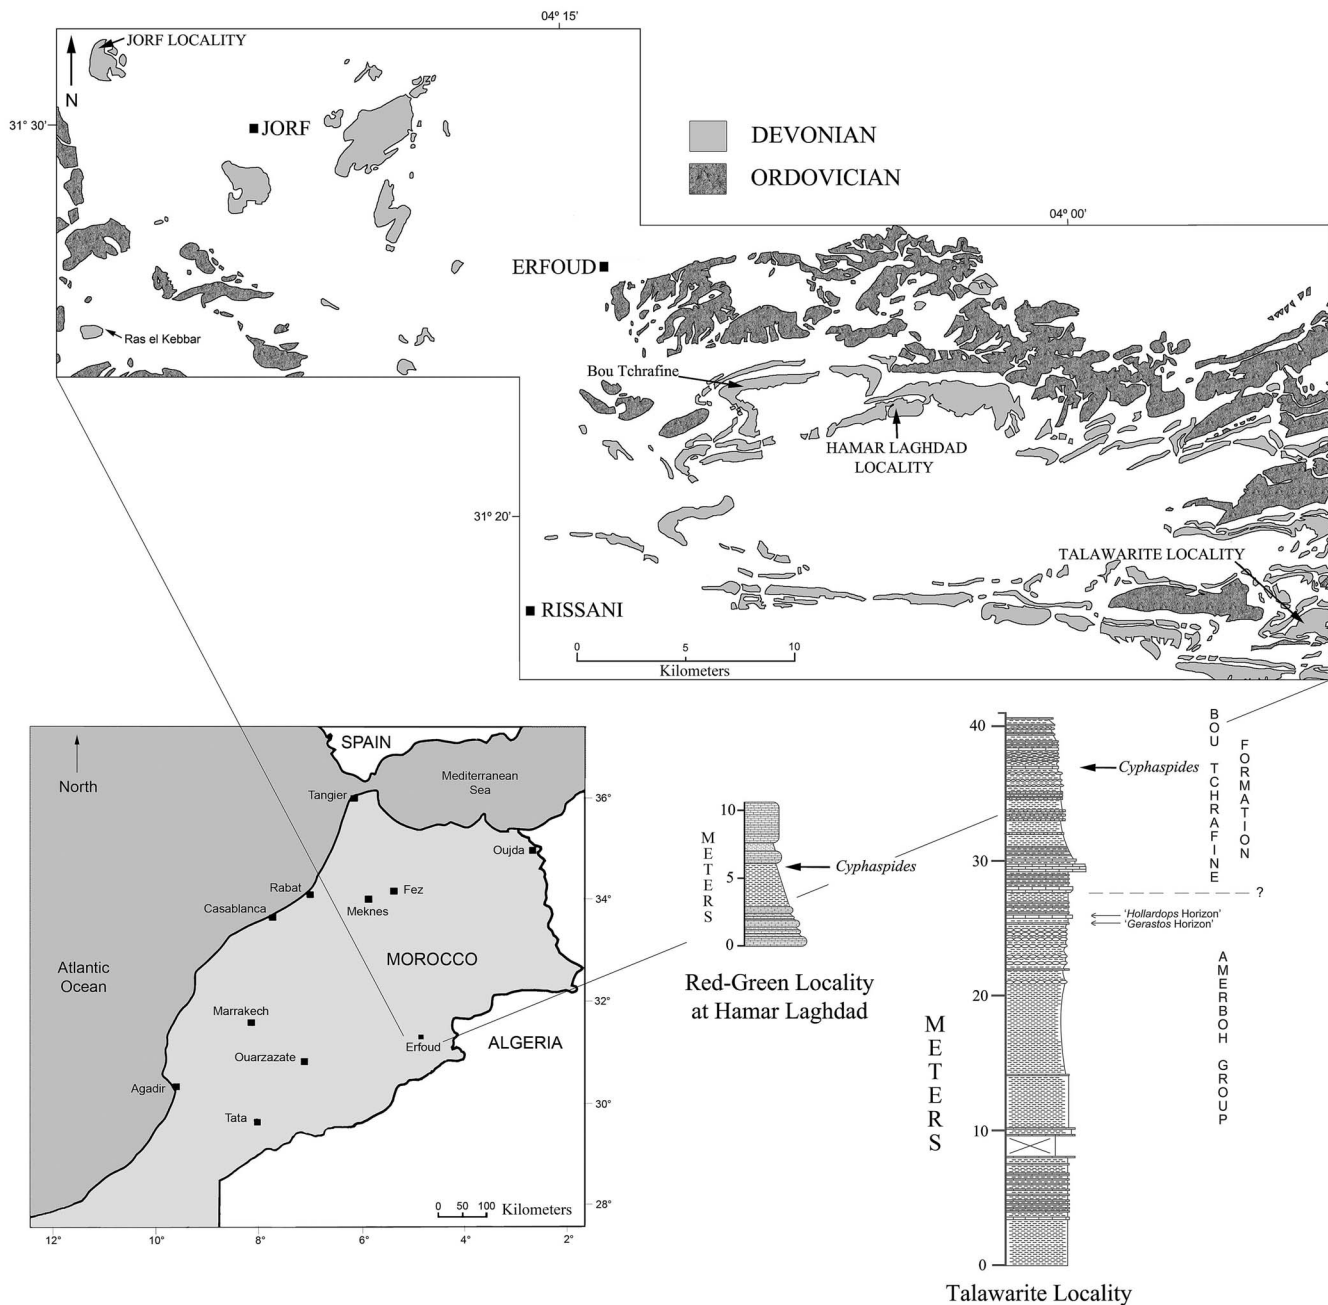 04º 15'
JORF LOCALITY
N
31º 30'
JORF
DEVONIAN
ORDOVICIAN
04º 00'
ERFOUD
Ras el Kebbar
Bou Tchrafine
HAMAR LAGHDAD
LOCALITY
31º 20'
TALAWARITE LOCALITY
RISSANI
0 5 10
Kilometers
North
SPAIN
Mediterranean
Sea
Tangier
36°
Oujda
Rabat
Fez
Casablanca
Meknes
34°
MOROCCO
Atlantic
Ocean
32°
Marrakech
Erfoud
ALGERIA
Ouarzazate
Agadir
30°
Tata
0 50 100 Kilometers
28°
12° 10° 8° 6° 4° 2°
10
5
0
METERS
Cyphaspides
Red-Green Locality
at Hamar Laghdad
40
30
20
10
0
METERS
Cyphaspides
BOU TCHRAFINE
FORMATION
?
'Hollardops Horizon'
'Gerastos Horizon'
AMERBOH GROUP
Talawarite Locality